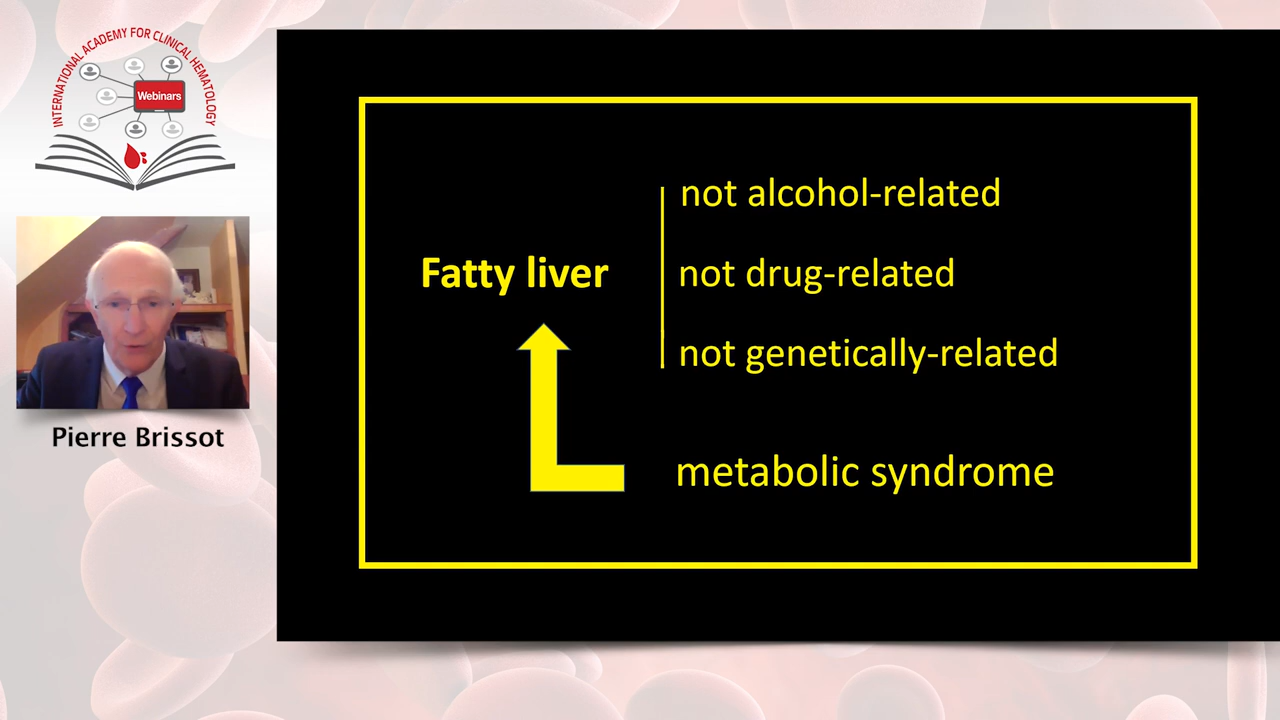 INTERNATIONAL ACADEMY FOR CLINICAL HEMATOLOGY
Webinars
Pierre Brissot
Fatty liver
not alcohol-related
not drug-related
not genetically-related
metabolic syndrome